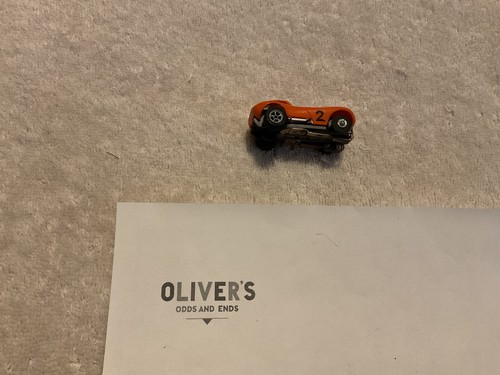 2
OLIVER'S
ODDS AND ENDS